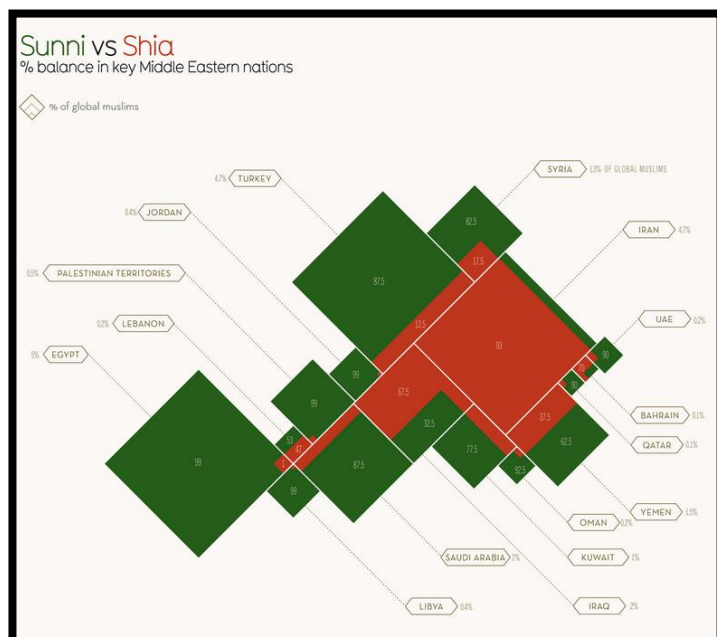 Sunni vs Shia
% balance in key Middle Eastern nations
% of global muslims
SYRIA 1.3% OF GLOBAL MUSLIMS
4.7% TURKEY
0.4% JORDAN
IRAN 4.7%
0.5% PALESTINIAN TERRITORIES
0.2% LEBANON
UAE 0.2%
5% EGYPT
BAHRAIN 0.1%
QATAR 0.1%
YEMEN 1.5%
OMAN 0.2%
SAUDI ARABIA 2%
KUWAIT 1%
LIBYA 0.4%
IRAQ 2%
82.5
17.5
87.5
12.5
93
90
70
90
99
67.5
99
32.5
37.5
62.5
77.5
92.5
53
47
87.5
99
1
99